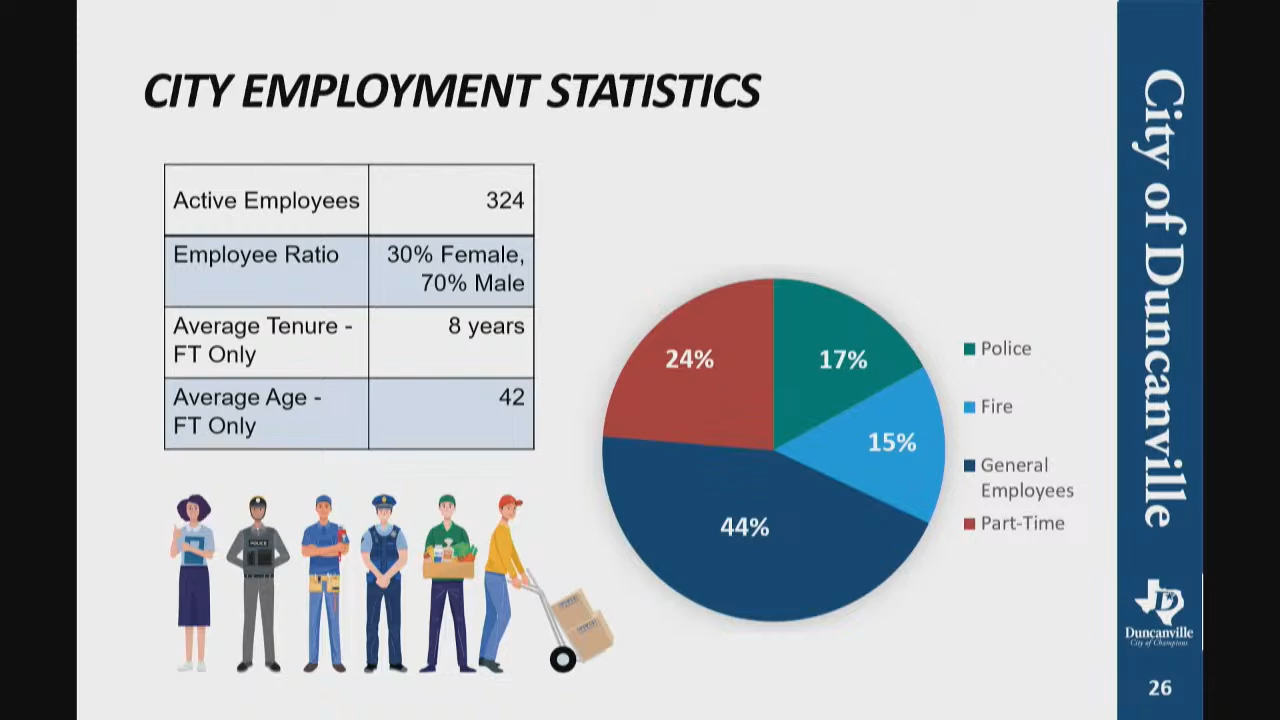 CITY EMPLOYMENT STATISTICS
Active Employees 324
Employee Ratio 30% Female,
70% Male
Average Tenure - 8 years
FT Only
Average Age - 42
FT Only
POLICE
24%
17%
15%
44%
Police
Fire
General
Employees
Part-Time
City of Duncanville
Duncanville
City of Champions
26